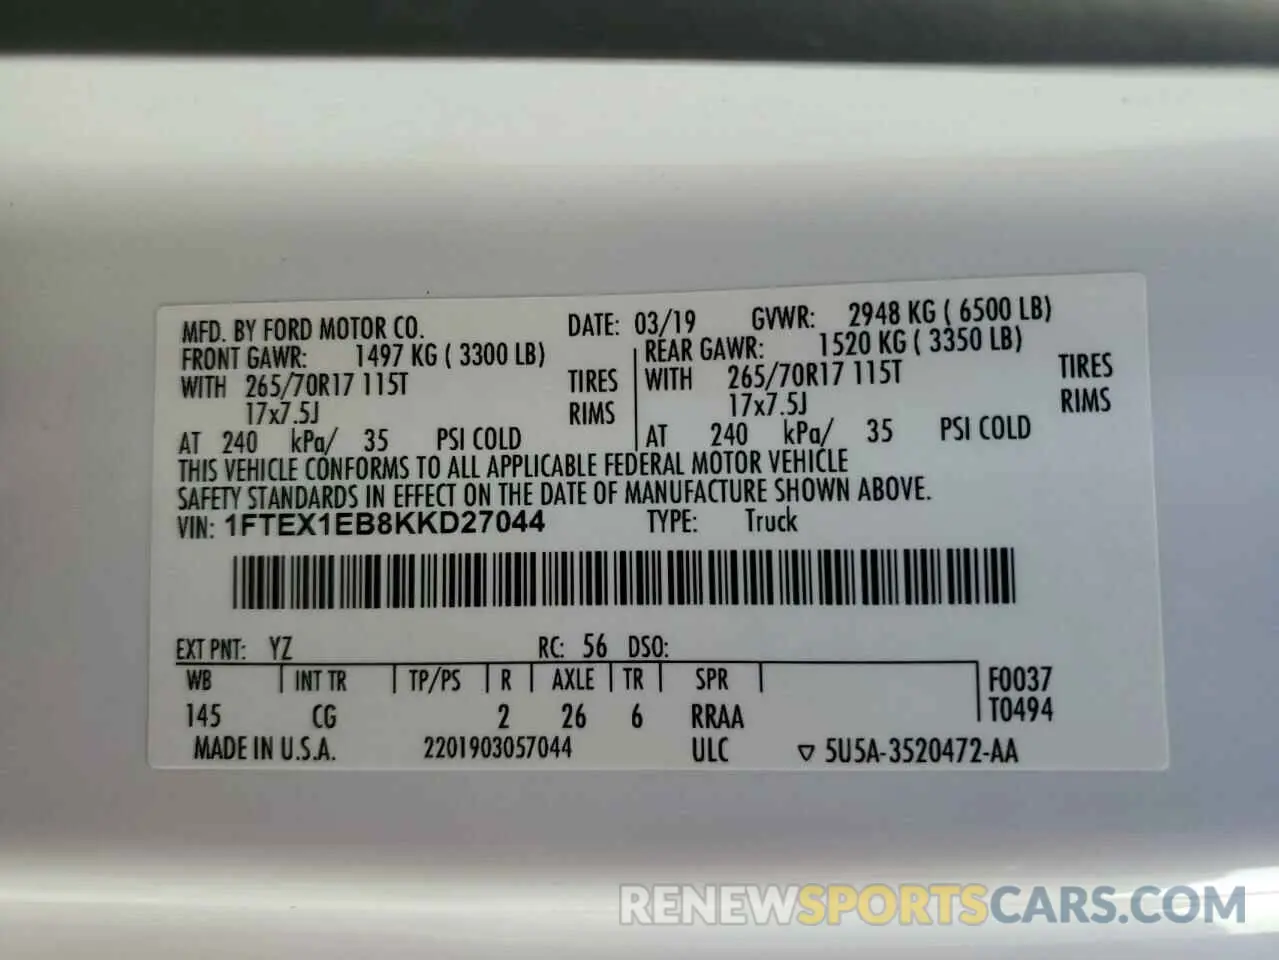 MFD. BY FORD MOTOR CO. DATE: 03/19 GVWR: 2948 KG ( 6500 LB)
FRONT GAWR: 1497 KG ( 3300 LB) REAR GAWR: 1520 KG ( 3350 LB)
WITH 265/70R17 115T TIRES WITH 265/70R17 115T TIRES
17x7.5J RIMS 17x7.5J RIMS
AT 240 kPa/ 35 PSI COLD AT 240 kPa/ 35 PSI COLD
THIS VEHICLE CONFORMS TO ALL APPLICABLE FEDERAL MOTOR VEHICLE
SAFETY STANDARDS IN EFFECT ON THE DATE OF MANUFACTURE SHOWN ABOVE.
VIN: 1FTEX1EB8KKD27044 TYPE: Truck
EXT PNT: YZ RC: 56 DSO:
WB INT TR TP/PS R AXLE TR SPR F0037
145 CG 2 26 6 RRAA T0494
MADE IN U.S.A. 2201903057044 ULC ▽ 5U5A-3520472-AA
RENEWSPORTSCARS.COM